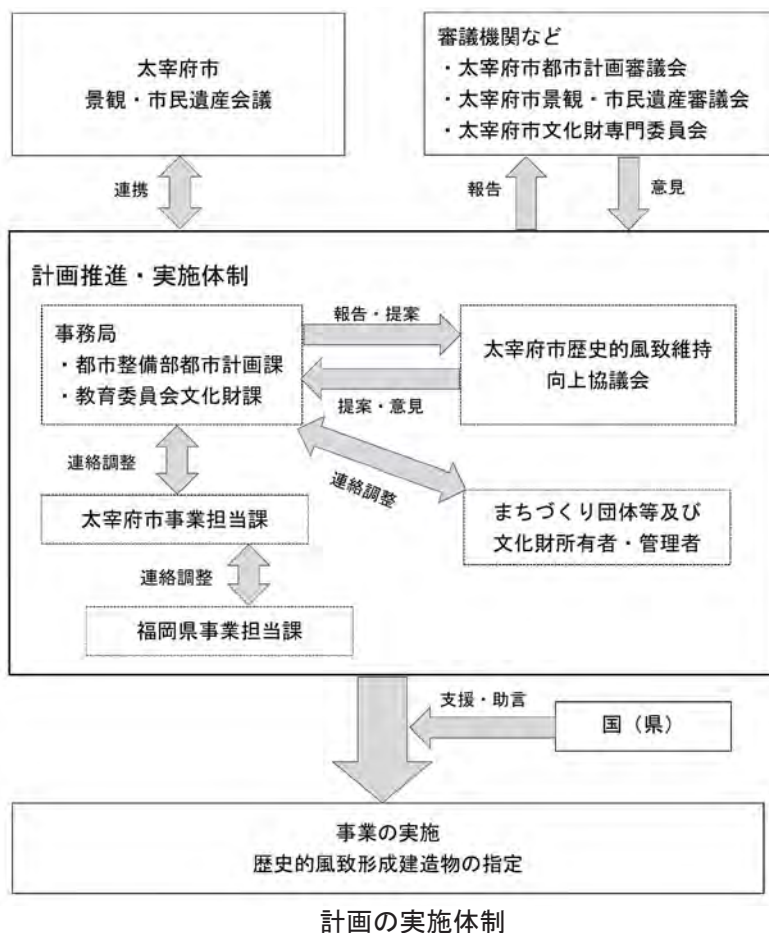 太宰府市
景観・市民遺産会議
審議機関など
・太宰府市都市計画審議会
・太宰府市景観・市民遺産審議会
・太宰府市文化財専門委員会
連携
報告
意見
計画推進・実施体制
事務局
・都市整備部都市計画課
・教育委員会文化財課
報告・提案
提案・意見
太宰府市歴史的風致維持
向上協議会
連絡調整
連絡調整
太宰府市事業担当課
まちづくり団体等及び
文化財所有者・管理者
連絡調整
福岡県事業担当課
支援・助言
国（県）
事業の実施
歴史的風致形成建造物の指定
計画の実施体制